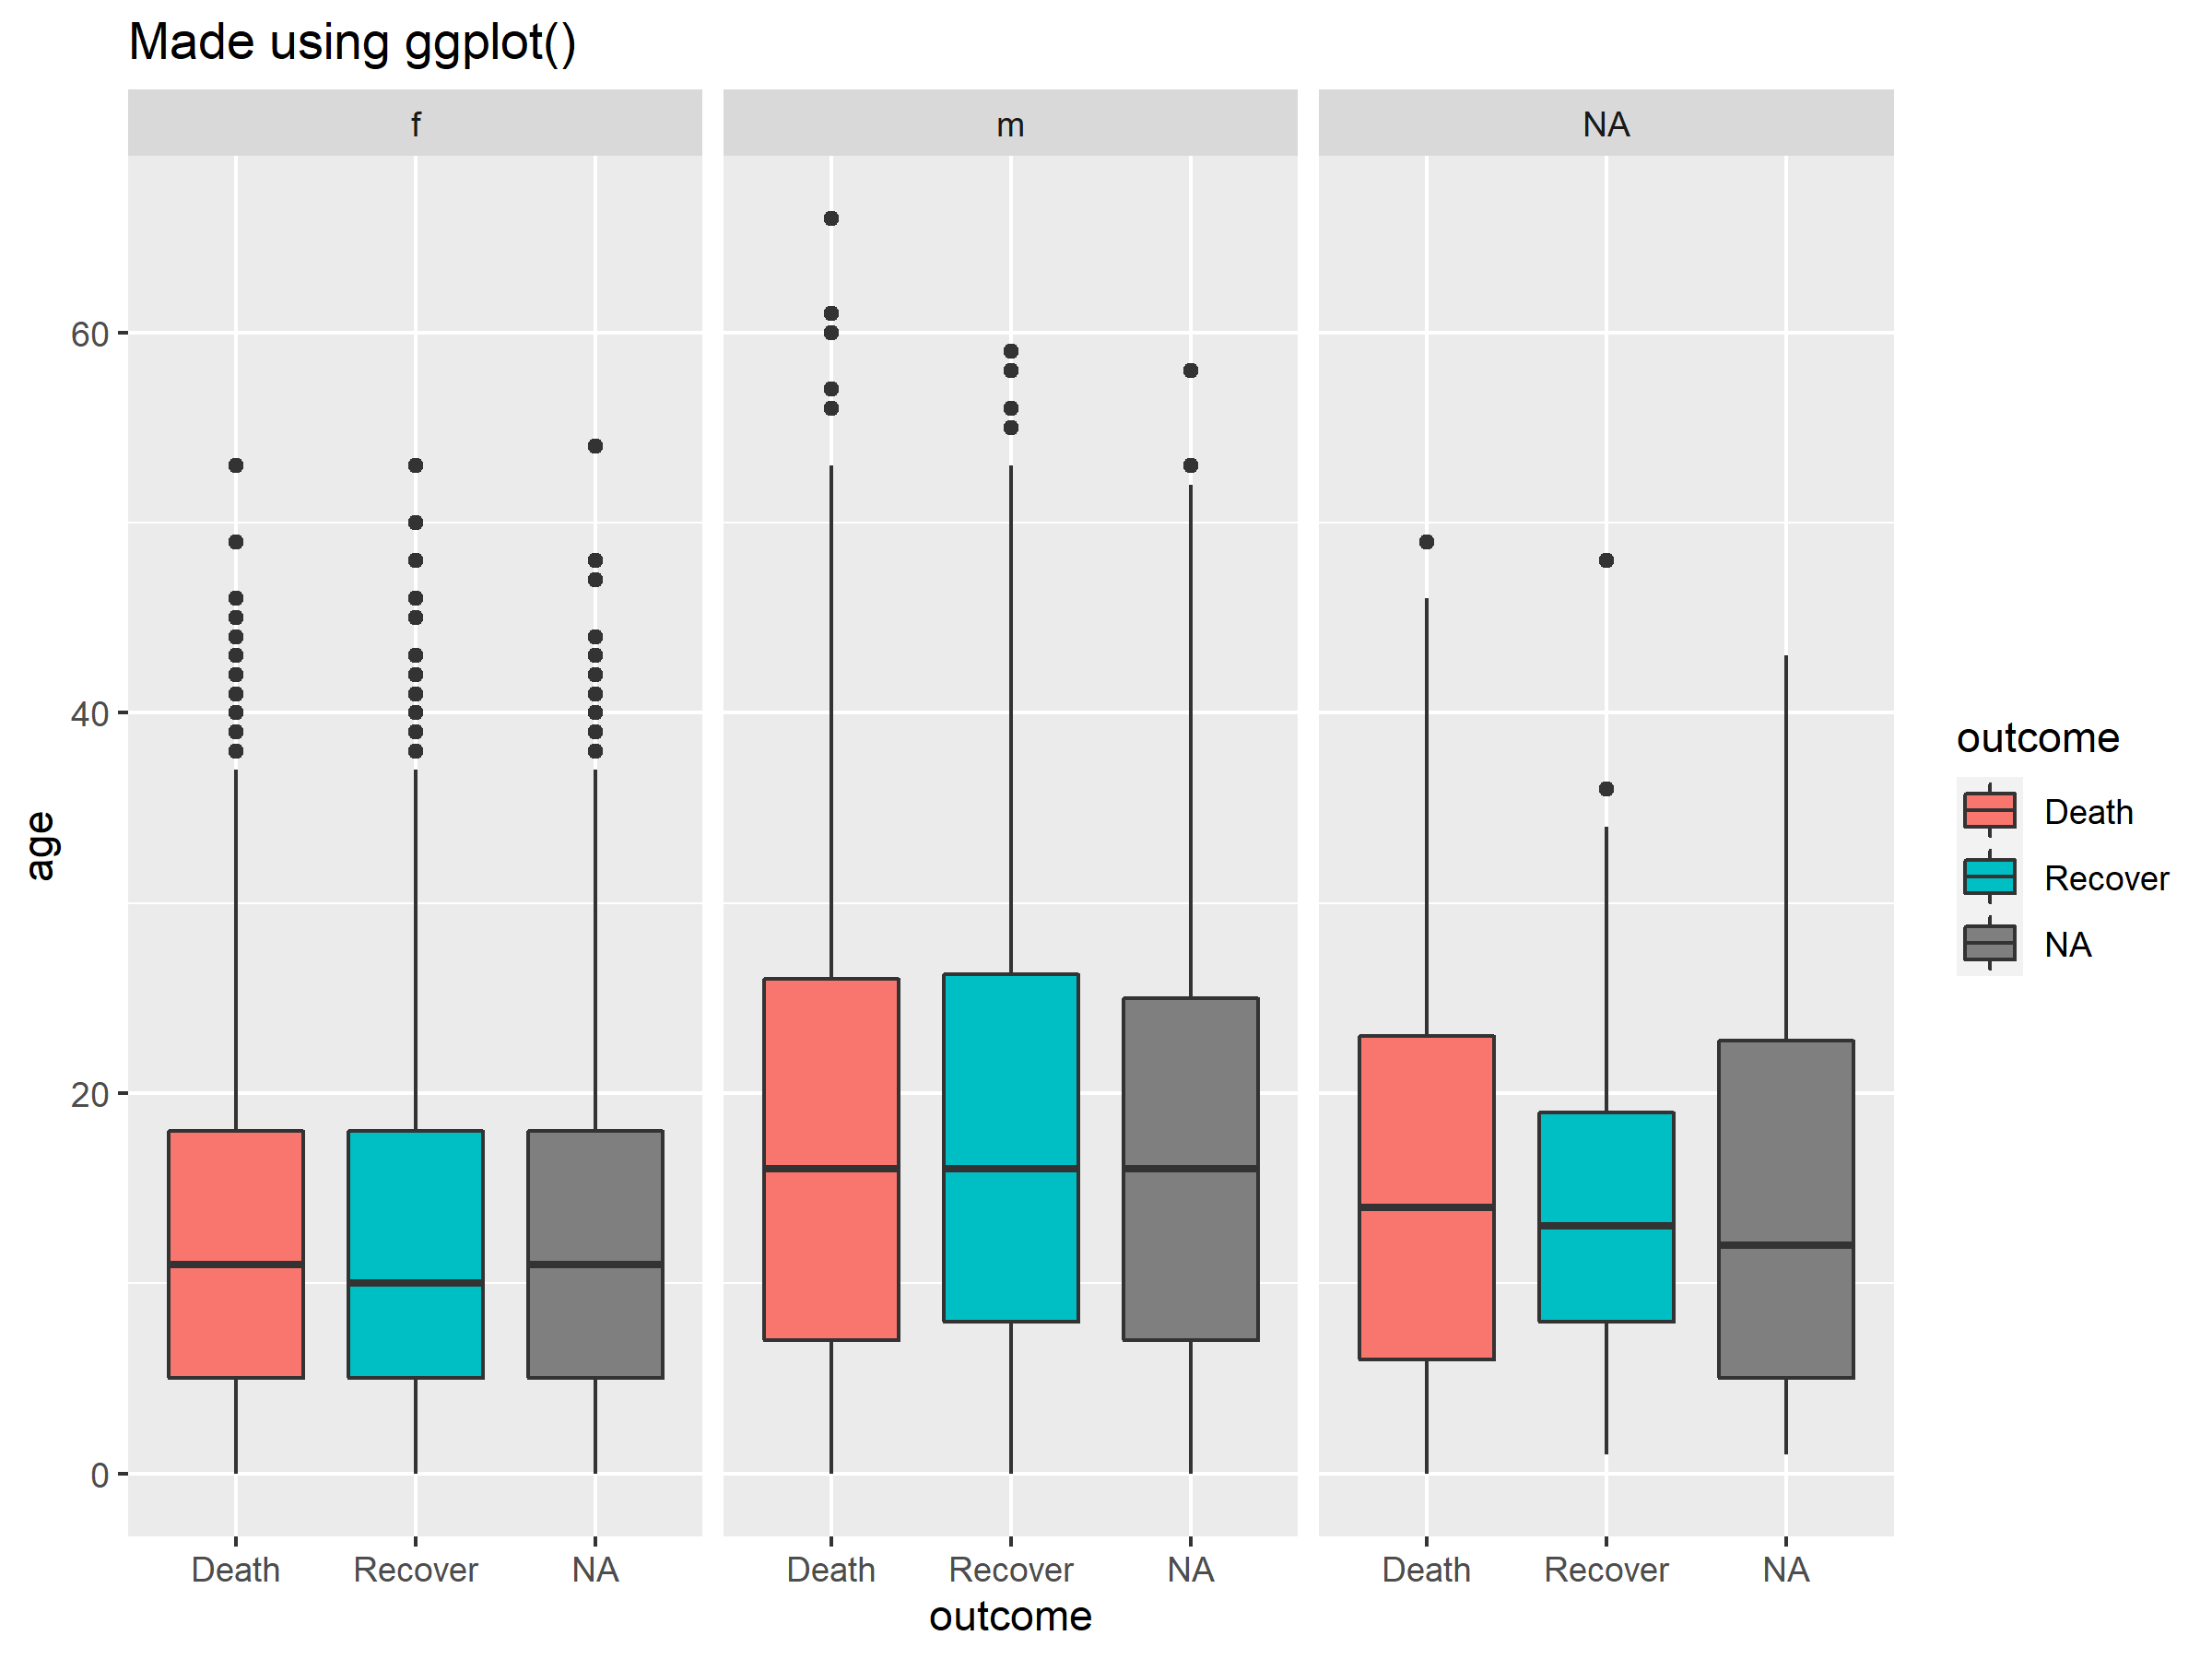 Made using ggplot()
f
m
NA
60
40
20
0
age
Death
Recover
NA
Death
Recover
NA
Death
Recover
NA
outcome
outcome
Death
Recover
NA